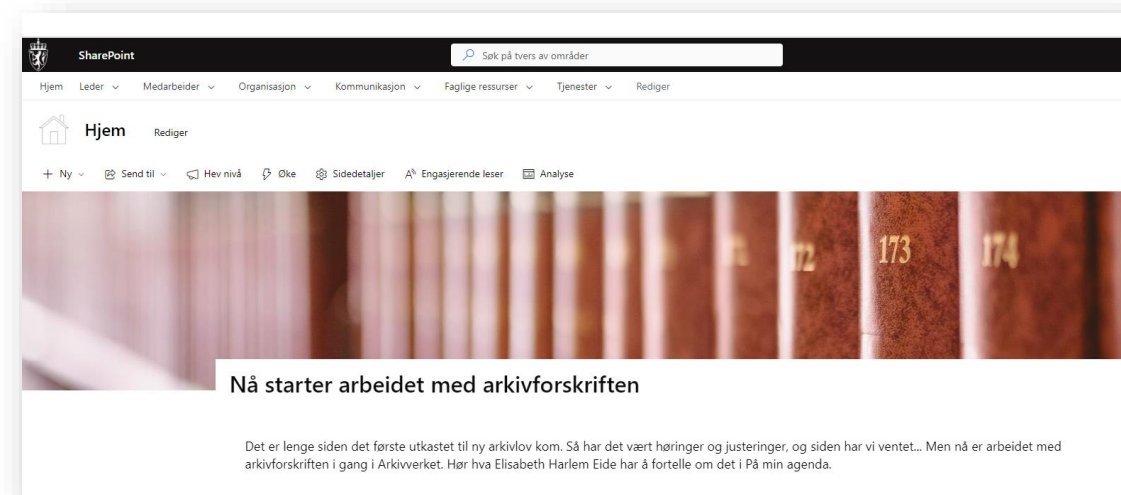 SharePoint
Søk på tvers av områder
Hjem Leder Medarbeider Organisasjon Kommunikasjon Faglige ressurser Tjenester Rediger
Hjem Rediger
Ny Send til Hev nivå Øke Sidedetaljer Engasjerende leser Analyse
172 173 174
Nå starter arbeidet med arkivforskriften
Det er lenge siden det første utkastet til ny arkivlov kom. Så har det vært høringer og justeringer, og siden har vi ventet... Men nå er arbeidet med
arkivforskriften i gang i Arkivverket. Hør hva Elisabeth Harlem Eide har å fortelle om det i På min agenda.